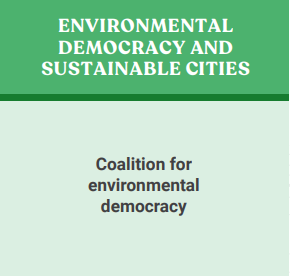 ENVIRONMENTAL
DEMOCRACY AND
SUSTAINABLE CITIES
Coalition for
environmental
democracy